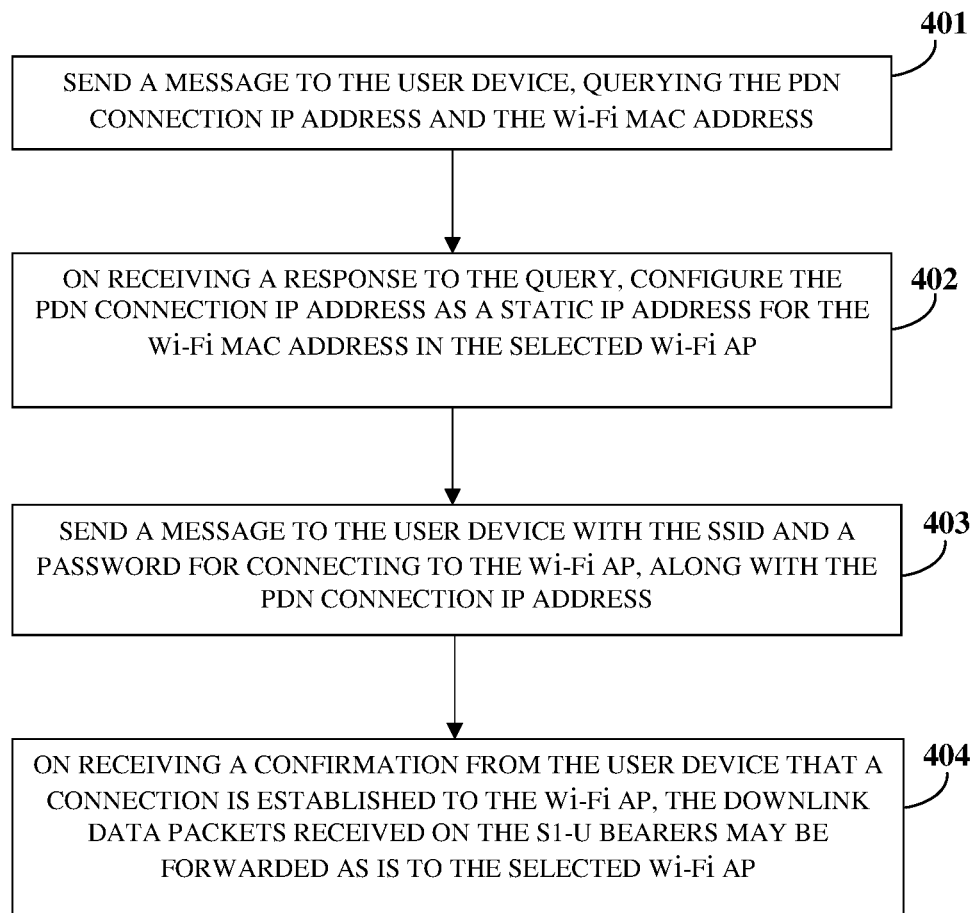 401
SEND A MESSAGE TO THE USER DEVICE, QUERYING THE PDN
CONNECTION IP ADDRESS AND THE Wi-Fi MAC ADDRESS
402
ON RECEIVING A RESPONSE TO THE QUERY, CONFIGURE THE
PDN CONNECTION IP ADDRESS AS A STATIC IP ADDRESS FOR THE
Wi-Fi MAC ADDRESS IN THE SELECTED Wi-Fi AP
403
SEND A MESSAGE TO THE USER DEVICE WITH THE SSID AND A
PASSWORD FOR CONNECTING TO THE Wi-Fi AP, ALONG WITH THE
PDN CONNECTION IP ADDRESS
404
ON RECEIVING A CONFIRMATION FROM THE USER DEVICE THAT A
CONNECTION IS ESTABLISHED TO THE Wi-Fi AP, THE DOWNLINK
DATA PACKETS RECEIVED ON THE S1-U BEARERS MAY BE
FORWARDED AS IS TO THE SELECTED Wi-Fi AP